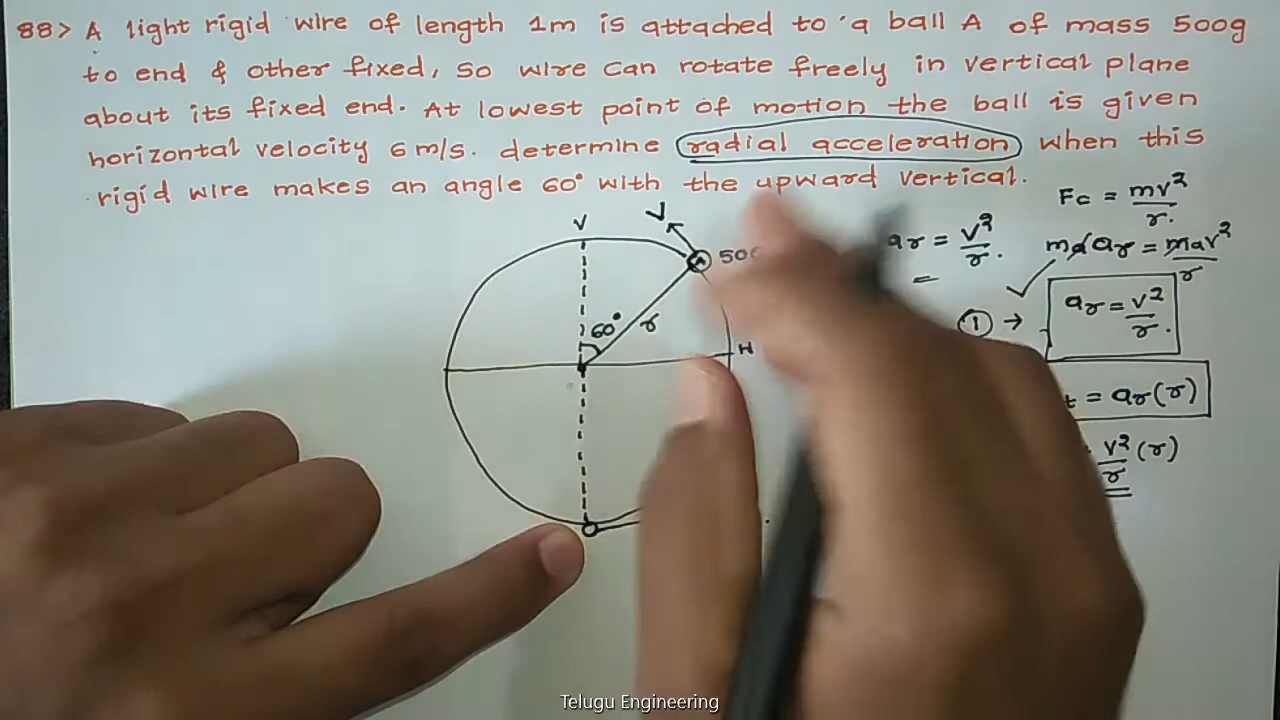 88> A light rigid wire of length 1m is attached to a ball A of mass 500g
to end & other fixed, so wire can rotate freely in vertical plane
about its fixed end. At lowest point of motion the ball is given
horizontal velocity 6 m/s. determine radial acceleration when this
rigid wire makes an angle 60° with the upward vertical.
Fc = mv²/r.
V
V
ar = v²/r.
A
=
60°
r
H
① →
ar = v²/r.
= ar(r)
v²/r (r)
Telugu Engineering